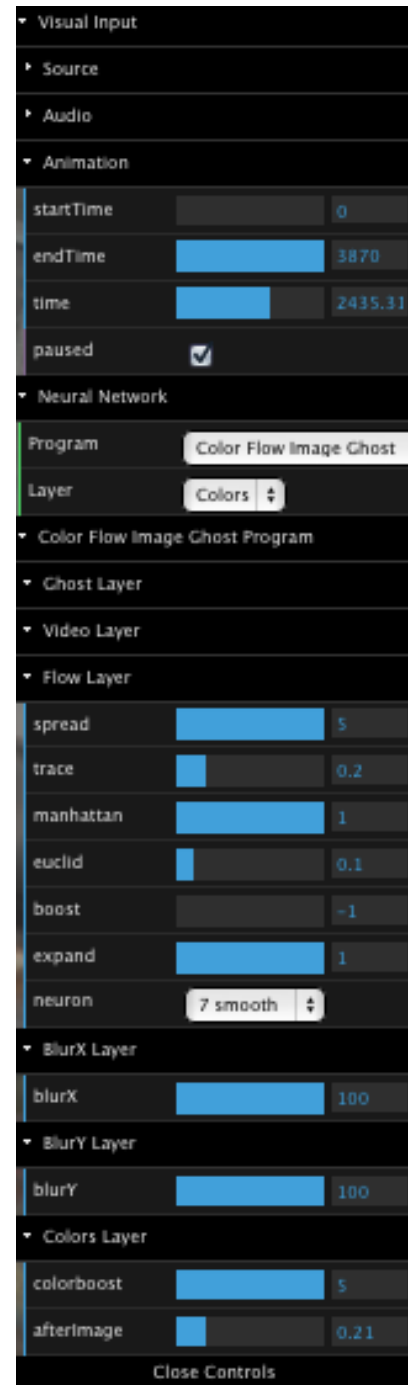 Visual Input
Source
Audio
Animation
startTime 0
endTime 3870
time 2435.31
paused
Neural Network
Program Color Flow Image Ghost
Layer Colors
Color Flow Image Ghost Program
Ghost Layer
Video Layer
Flow Layer
spread 5
trace 0.2
manhattan 1
euclid 0.1
boost -1
expand 1
neuron 7 smooth
BlurX Layer
blurX 100
BlurY Layer
blurY 100
Colors Layer
colorboost 5
afterImage 0.21
Close Controls